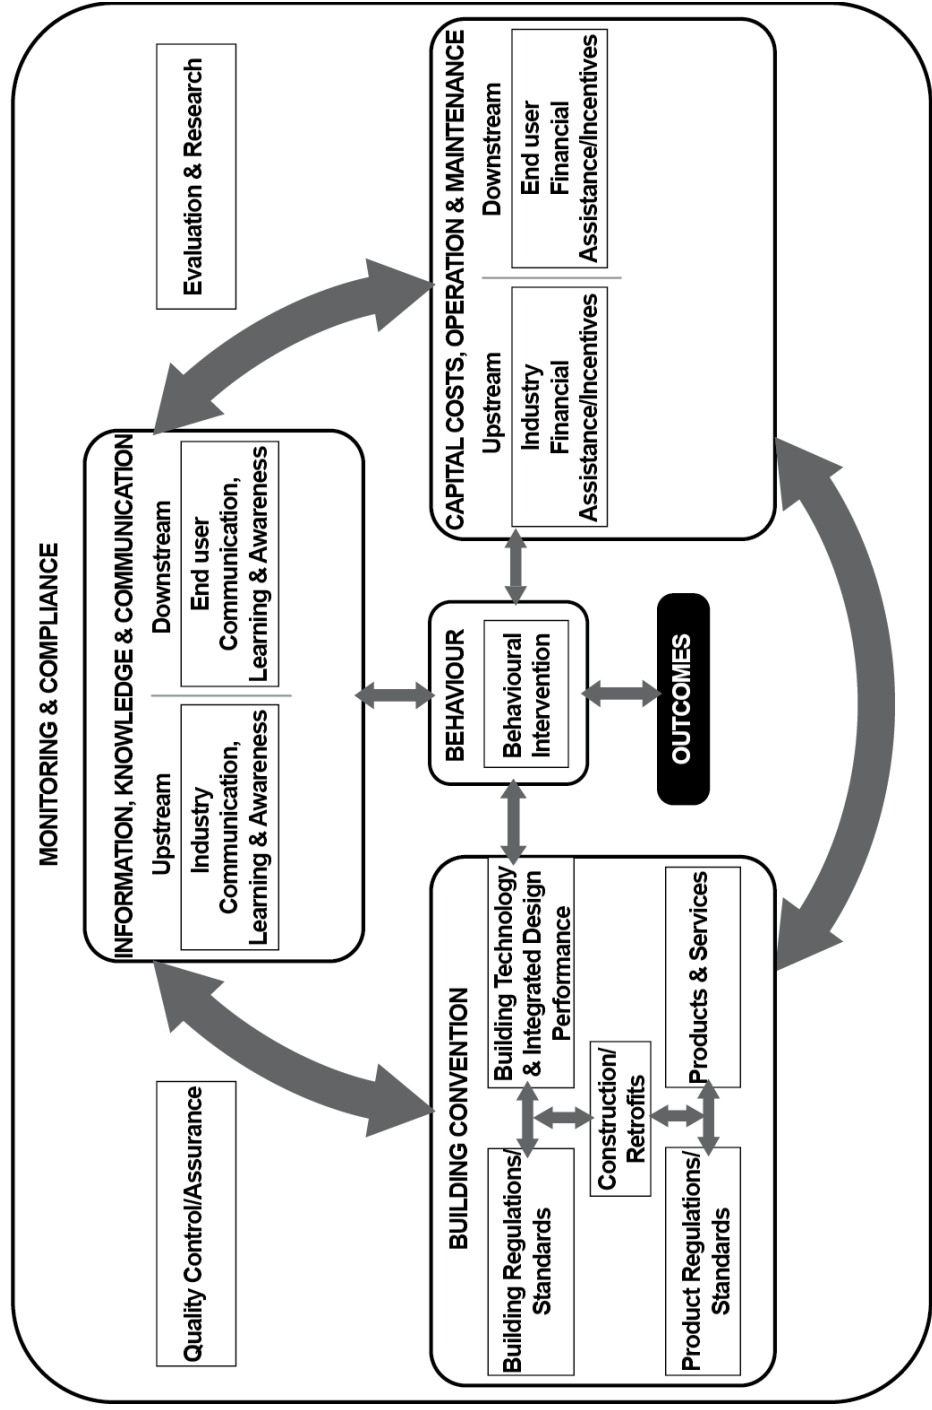 MONITORING & COMPLIANCE
Quality Control/Assurance
Evaluation & Research
INFORMATION, KNOWLEDGE & COMMUNICATION
Upstream
Industry
Communication,
Learning & Awareness
Downstream
End user
Communication,
Learning & Awareness
BUILDING CONVENTION
Building Regulations/
Standards
Building Technology
& Integrated Design
Performance
Construction/
Retrofits
Product Regulations/
Standards
Products & Services
BEHAVIOUR
Behavioural
Intervention
OUTCOMES
CAPITAL COSTS, OPERATION & MAINTENANCE
Upstream
Industry
Financial
Assistance/Incentives
Downstream
End user
Financial
Assistance/Incentives